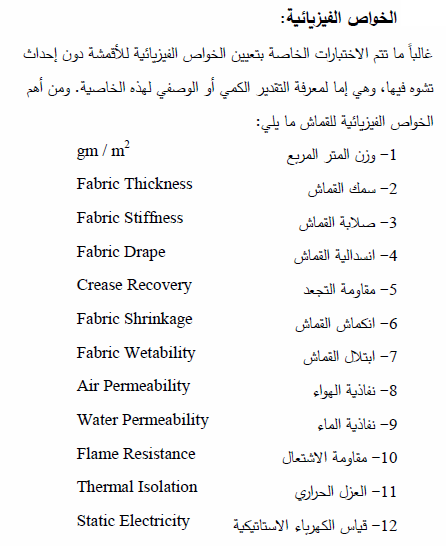 الخواص الفيزيائية:
غالباً ما تتم الاختبارات الخاصة بتعيين الخواص الفيزيائية للأقمشة دون إحداث
تشوه فيها، وهي إما لمعرفة التقدير الكمي أو الوصفي لهذه الخاصية. ومن أهم
الخواص الفيزيائية للقماش ما يلي:
1- وزن المتر المربع gm / m²
2- سمك القماش Fabric Thickness
3- صلابة القماش Fabric Stiffness
4- انسدالية القماش Fabric Drape
5- مقاومة التجعد Crease Recovery
6- انكماش القماش Fabric Shrinkage
7- ابتلال القماش Fabric Wetability
8- نفاذية الهواء Air Permeability
9- نفاذية الماء Water Permeability
10- مقاومة الاشتعال Flame Resistance
11- العزل الحراري Thermal Isolation
12- قياس الكهرباء الاستاتيكية Static Electricity